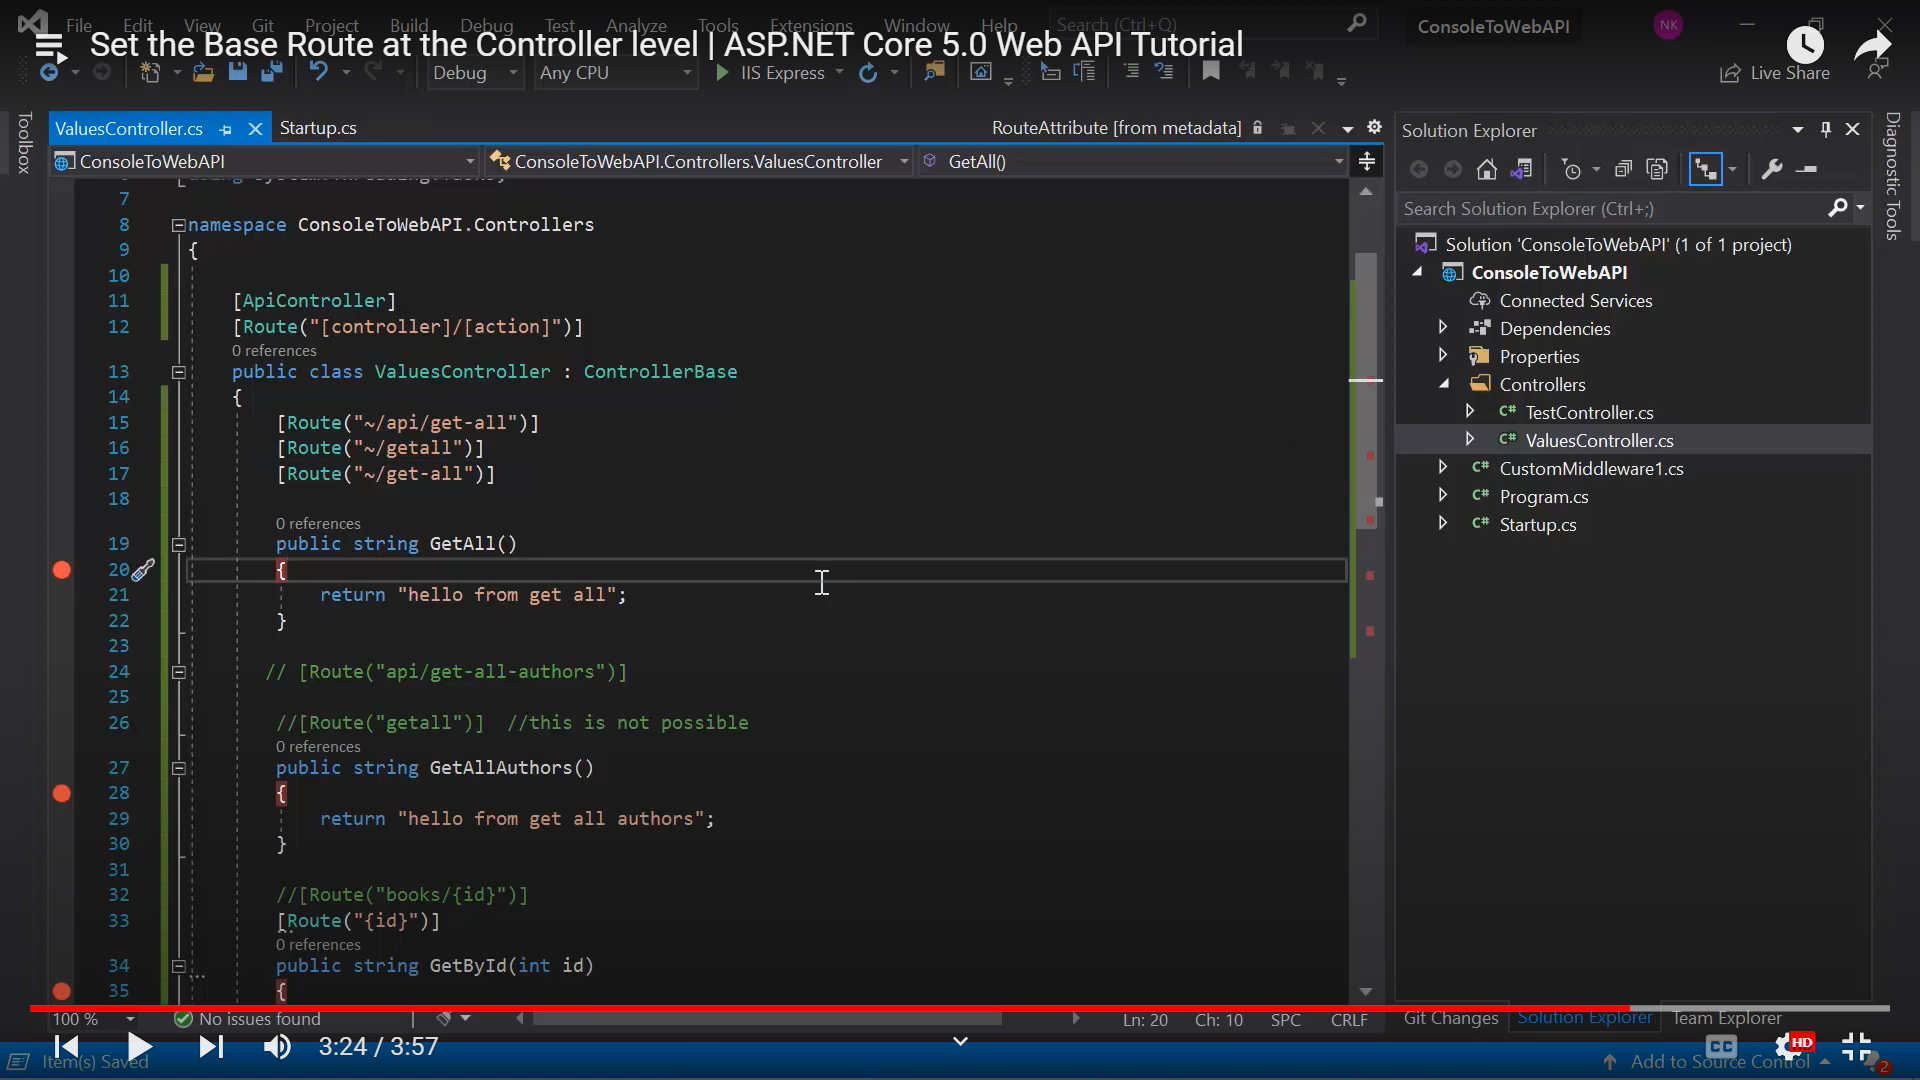 File Edit View Git Project Build Debug Test Analyze Tools Extensions Window Help Search (Ctrl+Q) ConsoleToWebAPI NK
Set the Base Route at the Controller level | ASP.NET Core 5.0 Web API Tutorial
Debug Any CPU IIS Express Live Share
Toolbox
ValuesController.cs Startup.cs RouteAttribute [from metadata]
ConsoleToWebAPI ConsoleToWebAPI.Controllers.ValuesController GetAll()
7
8 namespace ConsoleToWebAPI.Controllers
9 {
10
11 [ApiController]
12 [Route("[controller]/[action]")]
0 references
13 public class ValuesController : ControllerBase
14 {
15 [Route("~/api/get-all")]
16 [Route("~/getall")]
17 [Route("~/get-all")]
18
0 references
19 public string GetAll()
20 {
21 return "hello from get all";
22 }
23
24 // [Route("api/get-all-authors")]
25
26 //[Route("getall")] //this is not possible
0 references
27 public string GetAllAuthors()
28 {
29 return "hello from get all authors";
30 }
31
32 //[Route("books/{id}")]
33 [Route("{id}")]
0 references
34 public string GetById(int id)
35 {
100 % No issues found Ln: 20 Ch: 10 SPC CRLF
Solution Explorer
Search Solution Explorer (Ctrl+;)
Solution 'ConsoleToWebAPI' (1 of 1 project)
ConsoleToWebAPI
Connected Services
Dependencies
Properties
Controllers
C# TestController.cs
C# ValuesController.cs
C# CustomMiddleware1.cs
C# Program.cs
C# Startup.cs
Git Changes Solution Explorer Team Explorer
Diagnostic Tools
3:24 / 3:57 CC HD
Item(s) Saved Add to Source Control 2